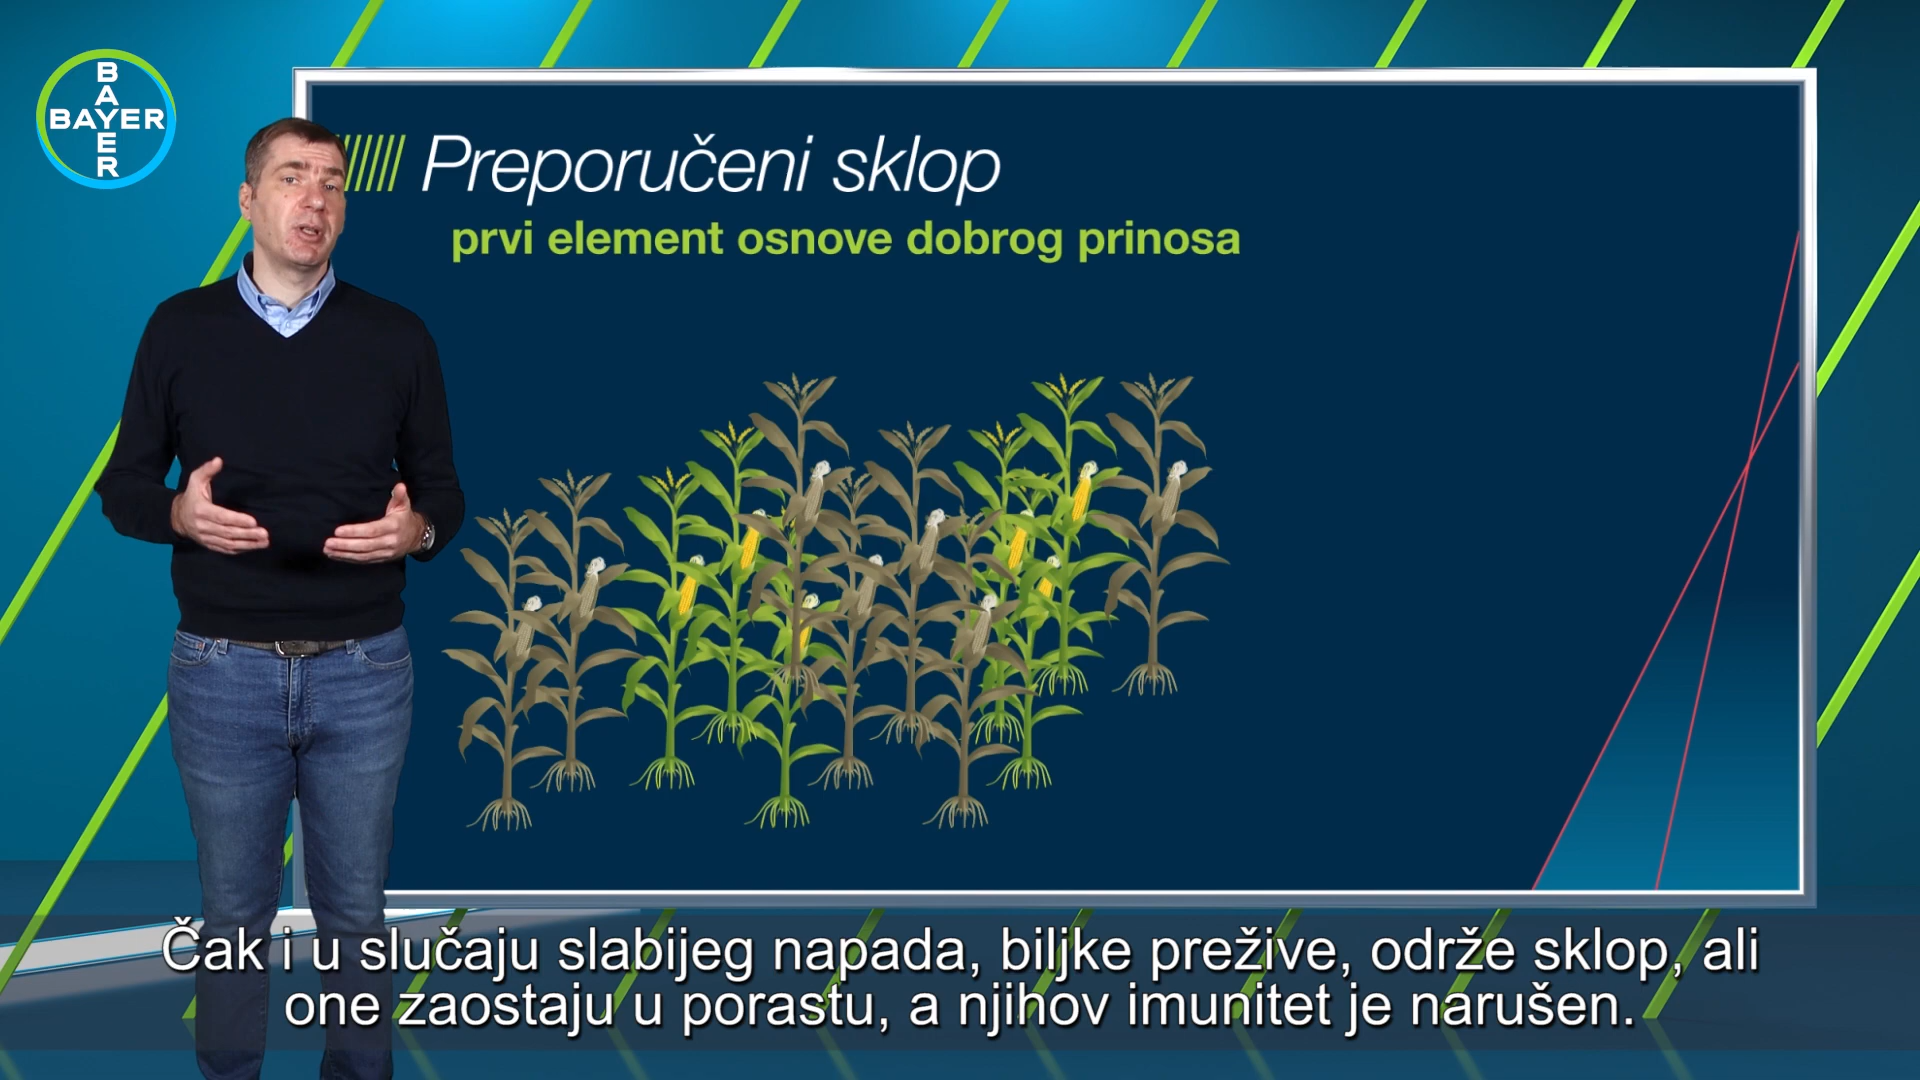 BAYER
BAYER
Preporučeni sklop
prvi element osnove dobrog prinosa
Čak i u slučaju slabijeg napada, biljke prežive, održe sklop, ali
one zaostaju u porastu, a njihov imunitet je narušen.